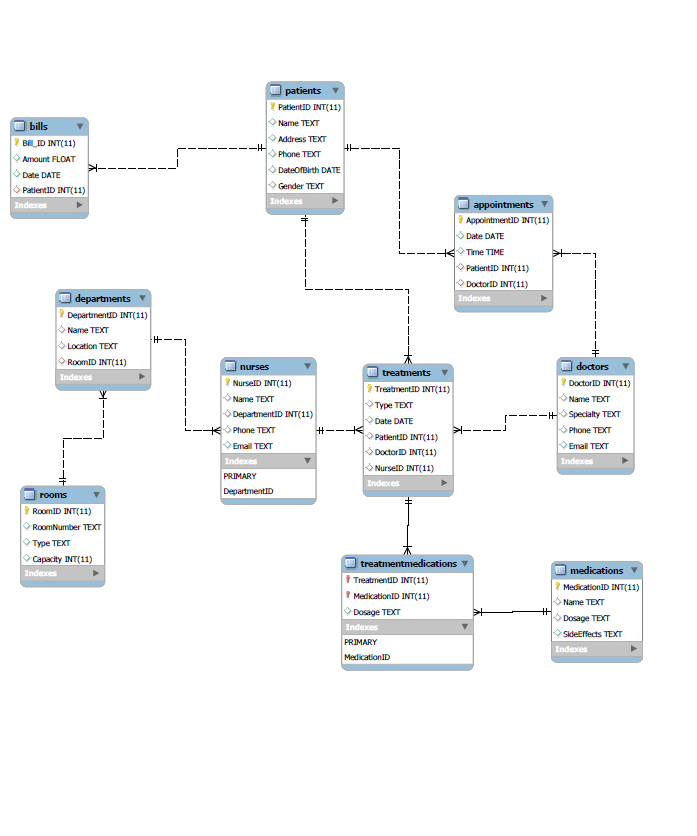 patients
PatientID INT(11)
Name TEXT
Address TEXT
Phone TEXT
DateOfBirth DATE
Gender TEXT
Indexes
bills
Bill_ID INT(11)
Amount FLOAT
Date DATE
PatientID INT(11)
Indexes
appointments
AppointmentID INT(11)
Date DATE
Time TIME
PatientID INT(11)
DoctorID INT(11)
Indexes
departments
DepartmentID INT(11)
Name TEXT
Location TEXT
RoomID INT(11)
Indexes
nurses
NurseID INT(11)
Name TEXT
DepartmentID INT(11)
Phone TEXT
Email TEXT
Indexes
PRIMARY
DepartmentID
treatments
TreatmentID INT(11)
Type TEXT
Date DATE
PatientID INT(11)
DoctorID INT(11)
NurseID INT(11)
Indexes
doctors
DoctorID INT(11)
Name TEXT
Specialty TEXT
Phone TEXT
Email TEXT
Indexes
rooms
RoomID INT(11)
RoomNumber TEXT
Type TEXT
Capacity INT(11)
Indexes
treatmentmedications
TreatmentID INT(11)
MedicationID INT(11)
Dosage TEXT
Indexes
PRIMARY
MedicationID
medications
MedicationID INT(11)
Name TEXT
Dosage TEXT
SideEffects TEXT
Indexes